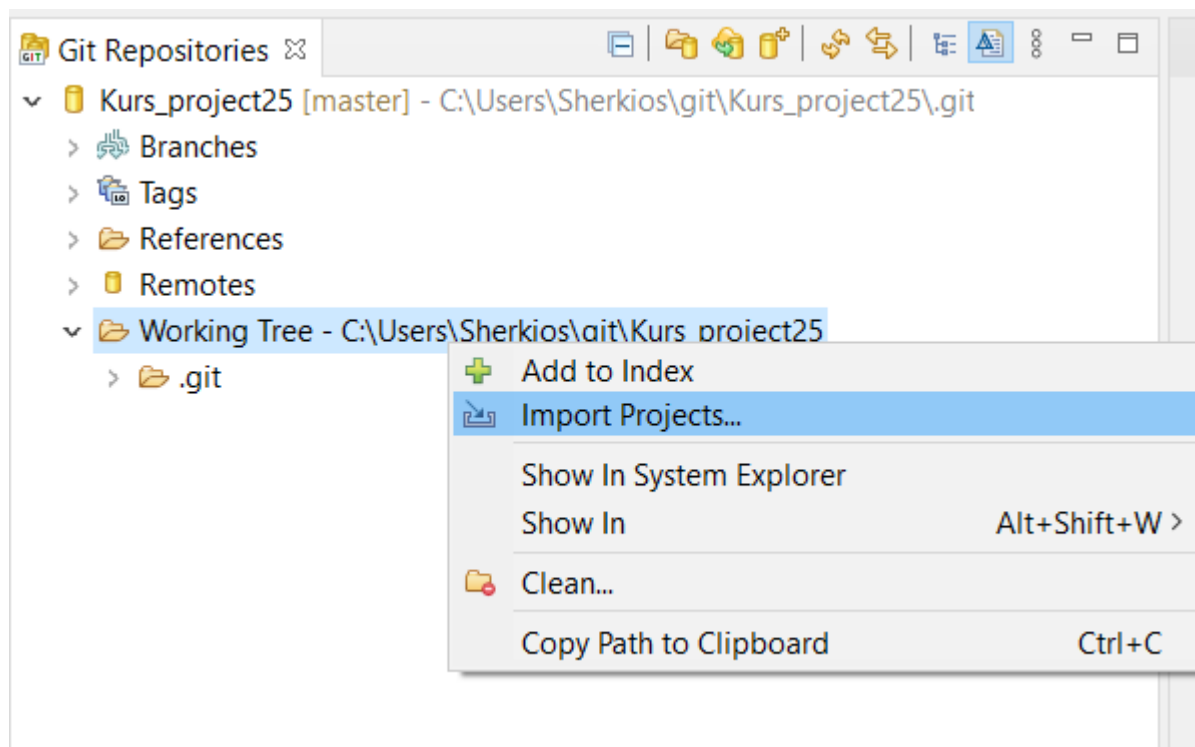 Git Repositories
Kurs_project25 [master] - C:\Users\Sherkios\git\Kurs_project25\.git
Branches
Tags
References
Remotes
Working Tree - C:\Users\Sherkios\git\Kurs_project25
.git
Add to Index
Import Projects...
Show In System Explorer
Show In Alt+Shift+W >
Clean...
Copy Path to Clipboard Ctrl+C